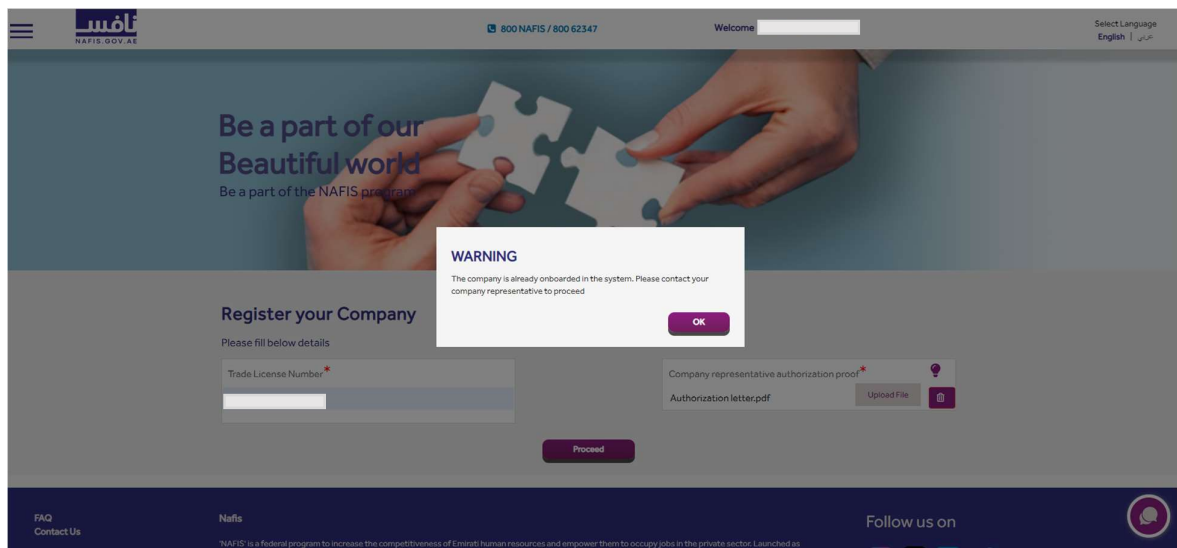 نافس
NAFIS.GOV.AE
800 NAFIS / 800 62347
Welcome
Select Language
English | عربي
Be a part of our
Beautiful world
Be a part of the NAFIS program
WARNING
The company is already onboarded in the system. Please contact your
company representative to proceed
OK
Register your Company
Please fill below details
Trade License Number*
Company representative authorization proof*
Authorization letter.pdf
Upload File
Proceed
FAQ
Contact Us
Nafis
'NAFIS' is a federal program to increase the competitiveness of Emirati human resources and empower them to occupy jobs in the private sector. Launched as
Follow us on